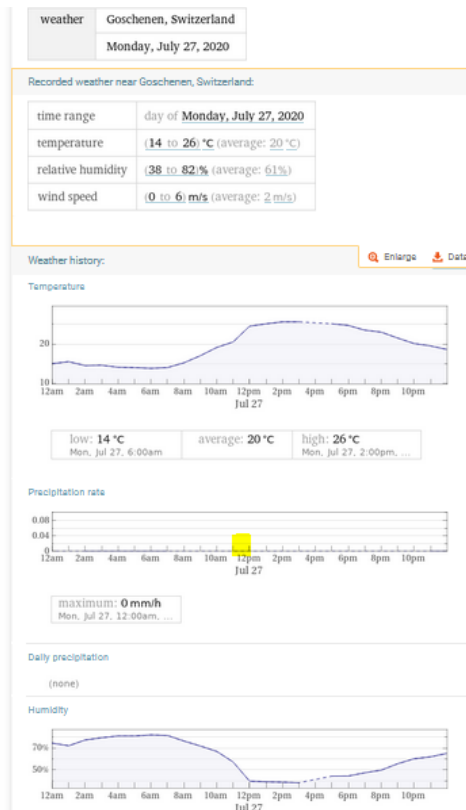 weather Goschenen, Switzerland
Monday, July 27, 2020
Recorded weather near Goschenen, Switzerland:
time range day of Monday, July 27, 2020
temperature (14 to 26) °C (average: 20 °C)
relative humidity (38 to 82)% (average: 61%)
wind speed (0 to 6) m/s (average: 2 m/s)
Weather history: Enlarge Data
Temperature
20
10
12am 2am 4am 6am 8am 10am 12pm 2pm 4pm 6pm 8pm 10pm
Jul 27
low: 14 °C average: 20 °C high: 26 °C
Mon, Jul 27, 6:00am Mon, Jul 27, 2:00pm, ...
Precipitation rate
0.08
0.04
0
12am 2am 4am 6am 8am 10am 12pm 2pm 4pm 6pm 8pm 10pm
Jul 27
maximum: 0 mm/h
Mon, Jul 27, 12:00am, ...
Daily precipitation
(none)
Humidity
70%
50%
12am 2am 4am 6am 8am 10am 12pm 2pm 4pm 6pm 8pm 10pm
Jul 27